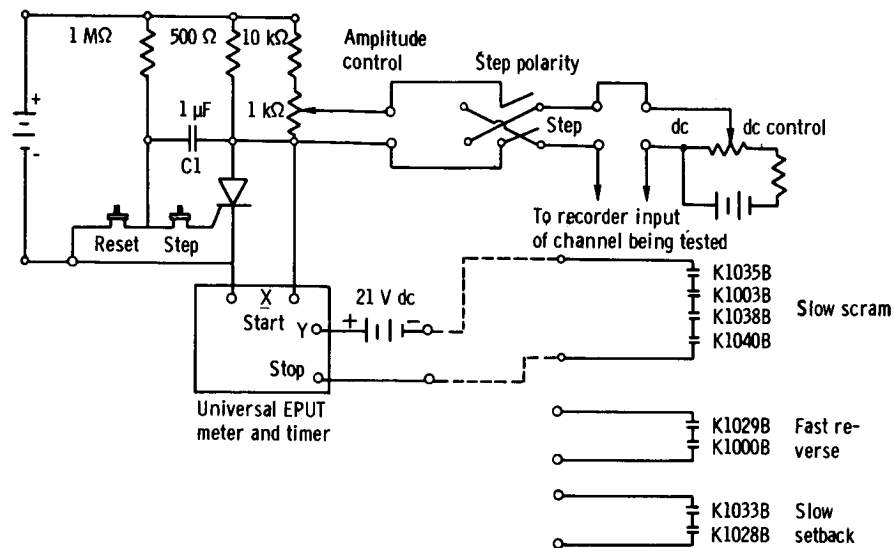 1 MΩ
500 Ω
10 kΩ
Amplitude
control
Step polarity
+
-
1 μF
C1
1 kΩ
Step
dc
dc control
Reset
Step
To recorder input
of channel being tested
X
Start
Y
Stop
+
21 V dc
-
Universal EPUT
meter and timer
K1035B
K1003B
K1038B
K1040B
Slow scram
K1029B
K1000B
Fast re-
verse
K1033B
K1028B
Slow
setback